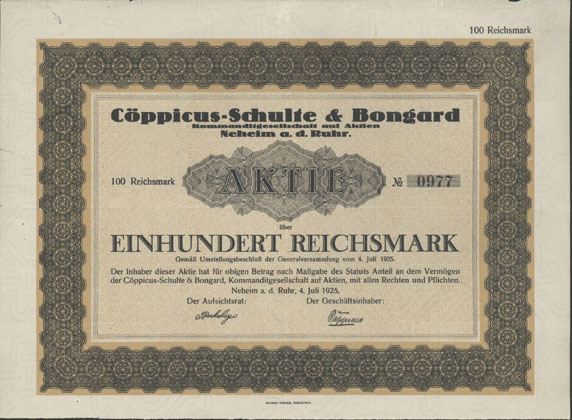 100 Reichsmark
Cöppicus-Schulte & Bongard
Kommanditgesellschaft auf Aktien
Neheim a. d. Ruhr.
100 Reichsmark AKTIE № 0977
über
EINHUNDERT REICHSMARK
Gemäß Umstellungsbeschluß der Generalversammlung vom 4. Juli 1925.
Der Inhaber dieser Aktie hat für obigen Betrag nach Maßgabe des Statuts Anteil an dem Vermögen
der Cöppicus-Schulte & Bongard, Kommanditgesellschaft auf Aktien, mit allen Rechten und Pflichten.
Neheim a. d. Ruhr, 4. Juli 1925.
Der Aufsichtsrat: Der Geschäftsinhaber:
Cöppicus